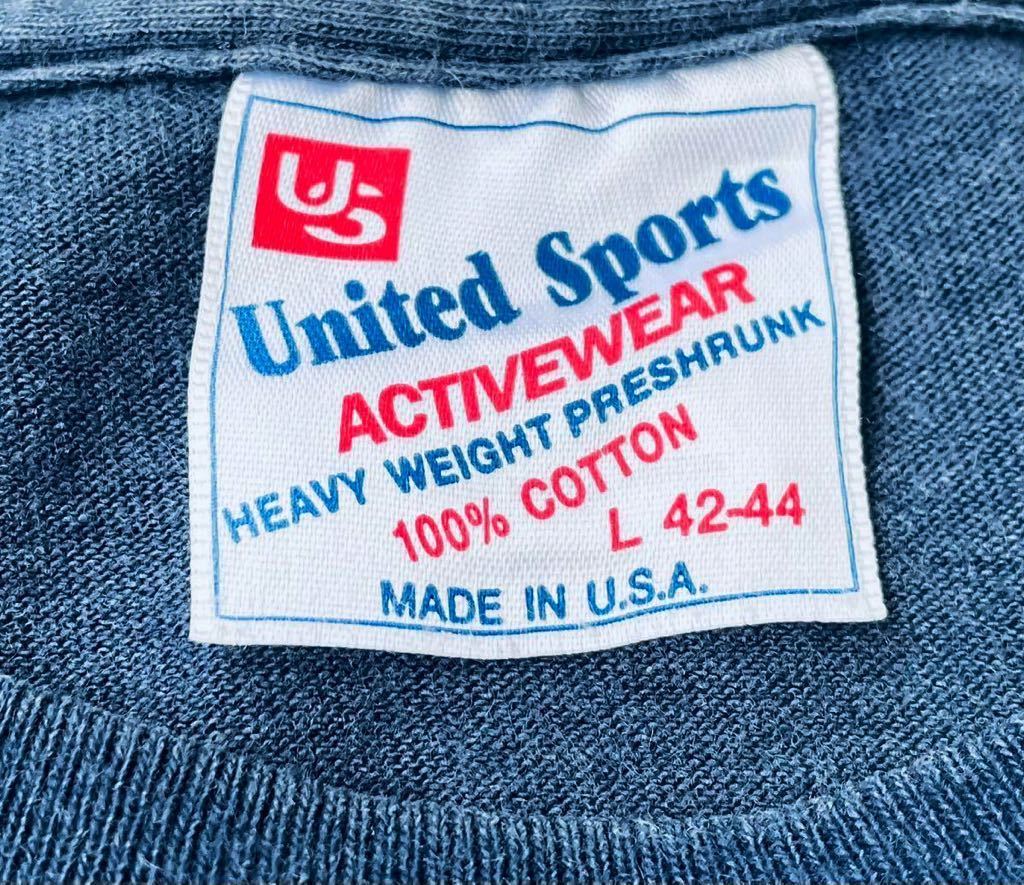 US
United Sports
ACTIVEWEAR
HEAVY WEIGHT PRESHRUNK
100% COTTON
L 42-44
MADE IN U.S.A.